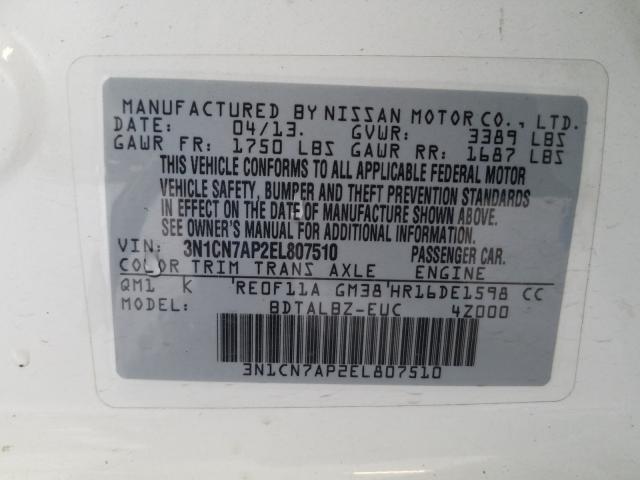 MANUFACTURED BY NISSAN MOTOR CO., LTD.
DATE: 04/13. GVWR: 3389 LBS
GAWR FR: 1750 LBS GAWR RR: 1687 LBS
THIS VEHICLE CONFORMS TO ALL APPLICABLE FEDERAL MOTOR
VEHICLE SAFETY, BUMPER AND THEFT PREVENTION STANDARDS
IN EFFECT ON THE DATE OF MANUFACTURE SHOWN ABOVE.
SEE OWNER'S MANUAL FOR ADDITIONAL INFORMATION.
VIN: 3N1CN7AP2EL807510 PASSENGER CAR.
COLOR TRIM TRANS AXLE ENGINE
QM1 K RE0F11A GM38 HR16DE1598 CC
MODEL: BDTALBZ-EUC 4Z000
3N1CN7AP2EL807510